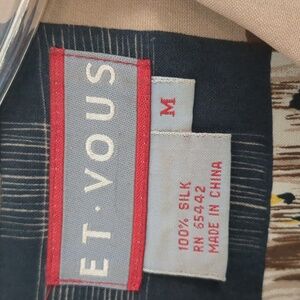 ET·VOUS
M
100% SILK
RN 65442
MADE IN CHINA